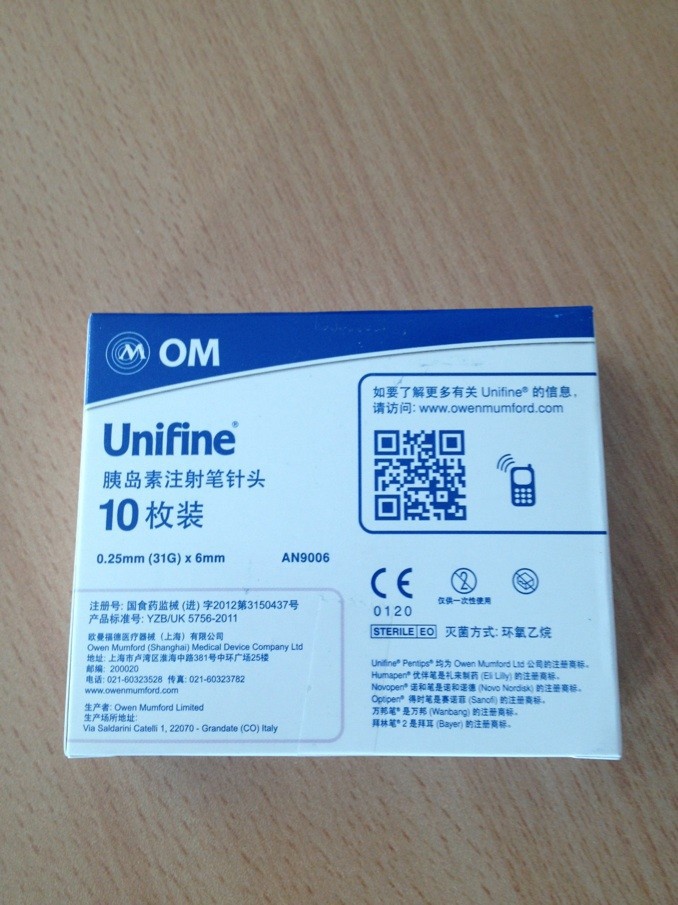 OM
Unifine®
胰岛素注射笔针头
10枚装
0.25mm (31G) x 6mm AN9006
如要了解更多有关 Unifine® 的信息，
请访问: www.owenmumford.com
注册号: 国食药监械 (进) 字2012第3150437号
产品标准号: YZB/UK 5756-2011
欧曼福德医疗器械（上海）有限公司
Owen Mumford (Shanghai) Medical Device Company Ltd
地址: 上海市卢湾区淮海中路381号中环广场25楼
邮编: 200020
电话: 021-60323528 传真: 021-60323782
www.owenmumford.com
生产者: Owen Mumford Limited
生产场所地址:
Via Saldarini Catelli 1, 22070 - Grandate (CO) Italy
CE
0120
2
仅供一次性使用
STERILE EO 灭菌方式: 环氧乙烷
Unifine® Pentips® 均为 Owen Mumford Ltd 公司的注册商标。
Humapen® 优伴笔是礼来制药 (Eli Lilly) 的注册商标。
Novopen® 诺和笔是诺和诺德 (Novo Nordisk) 的注册商标。
Optipen® 得时笔是赛诺菲 (Sanofi) 的注册商标。
万邦笔® 是万邦 (Wanbang) 的注册商标。
拜林笔® 2 是拜耳 (Bayer) 的注册商标。